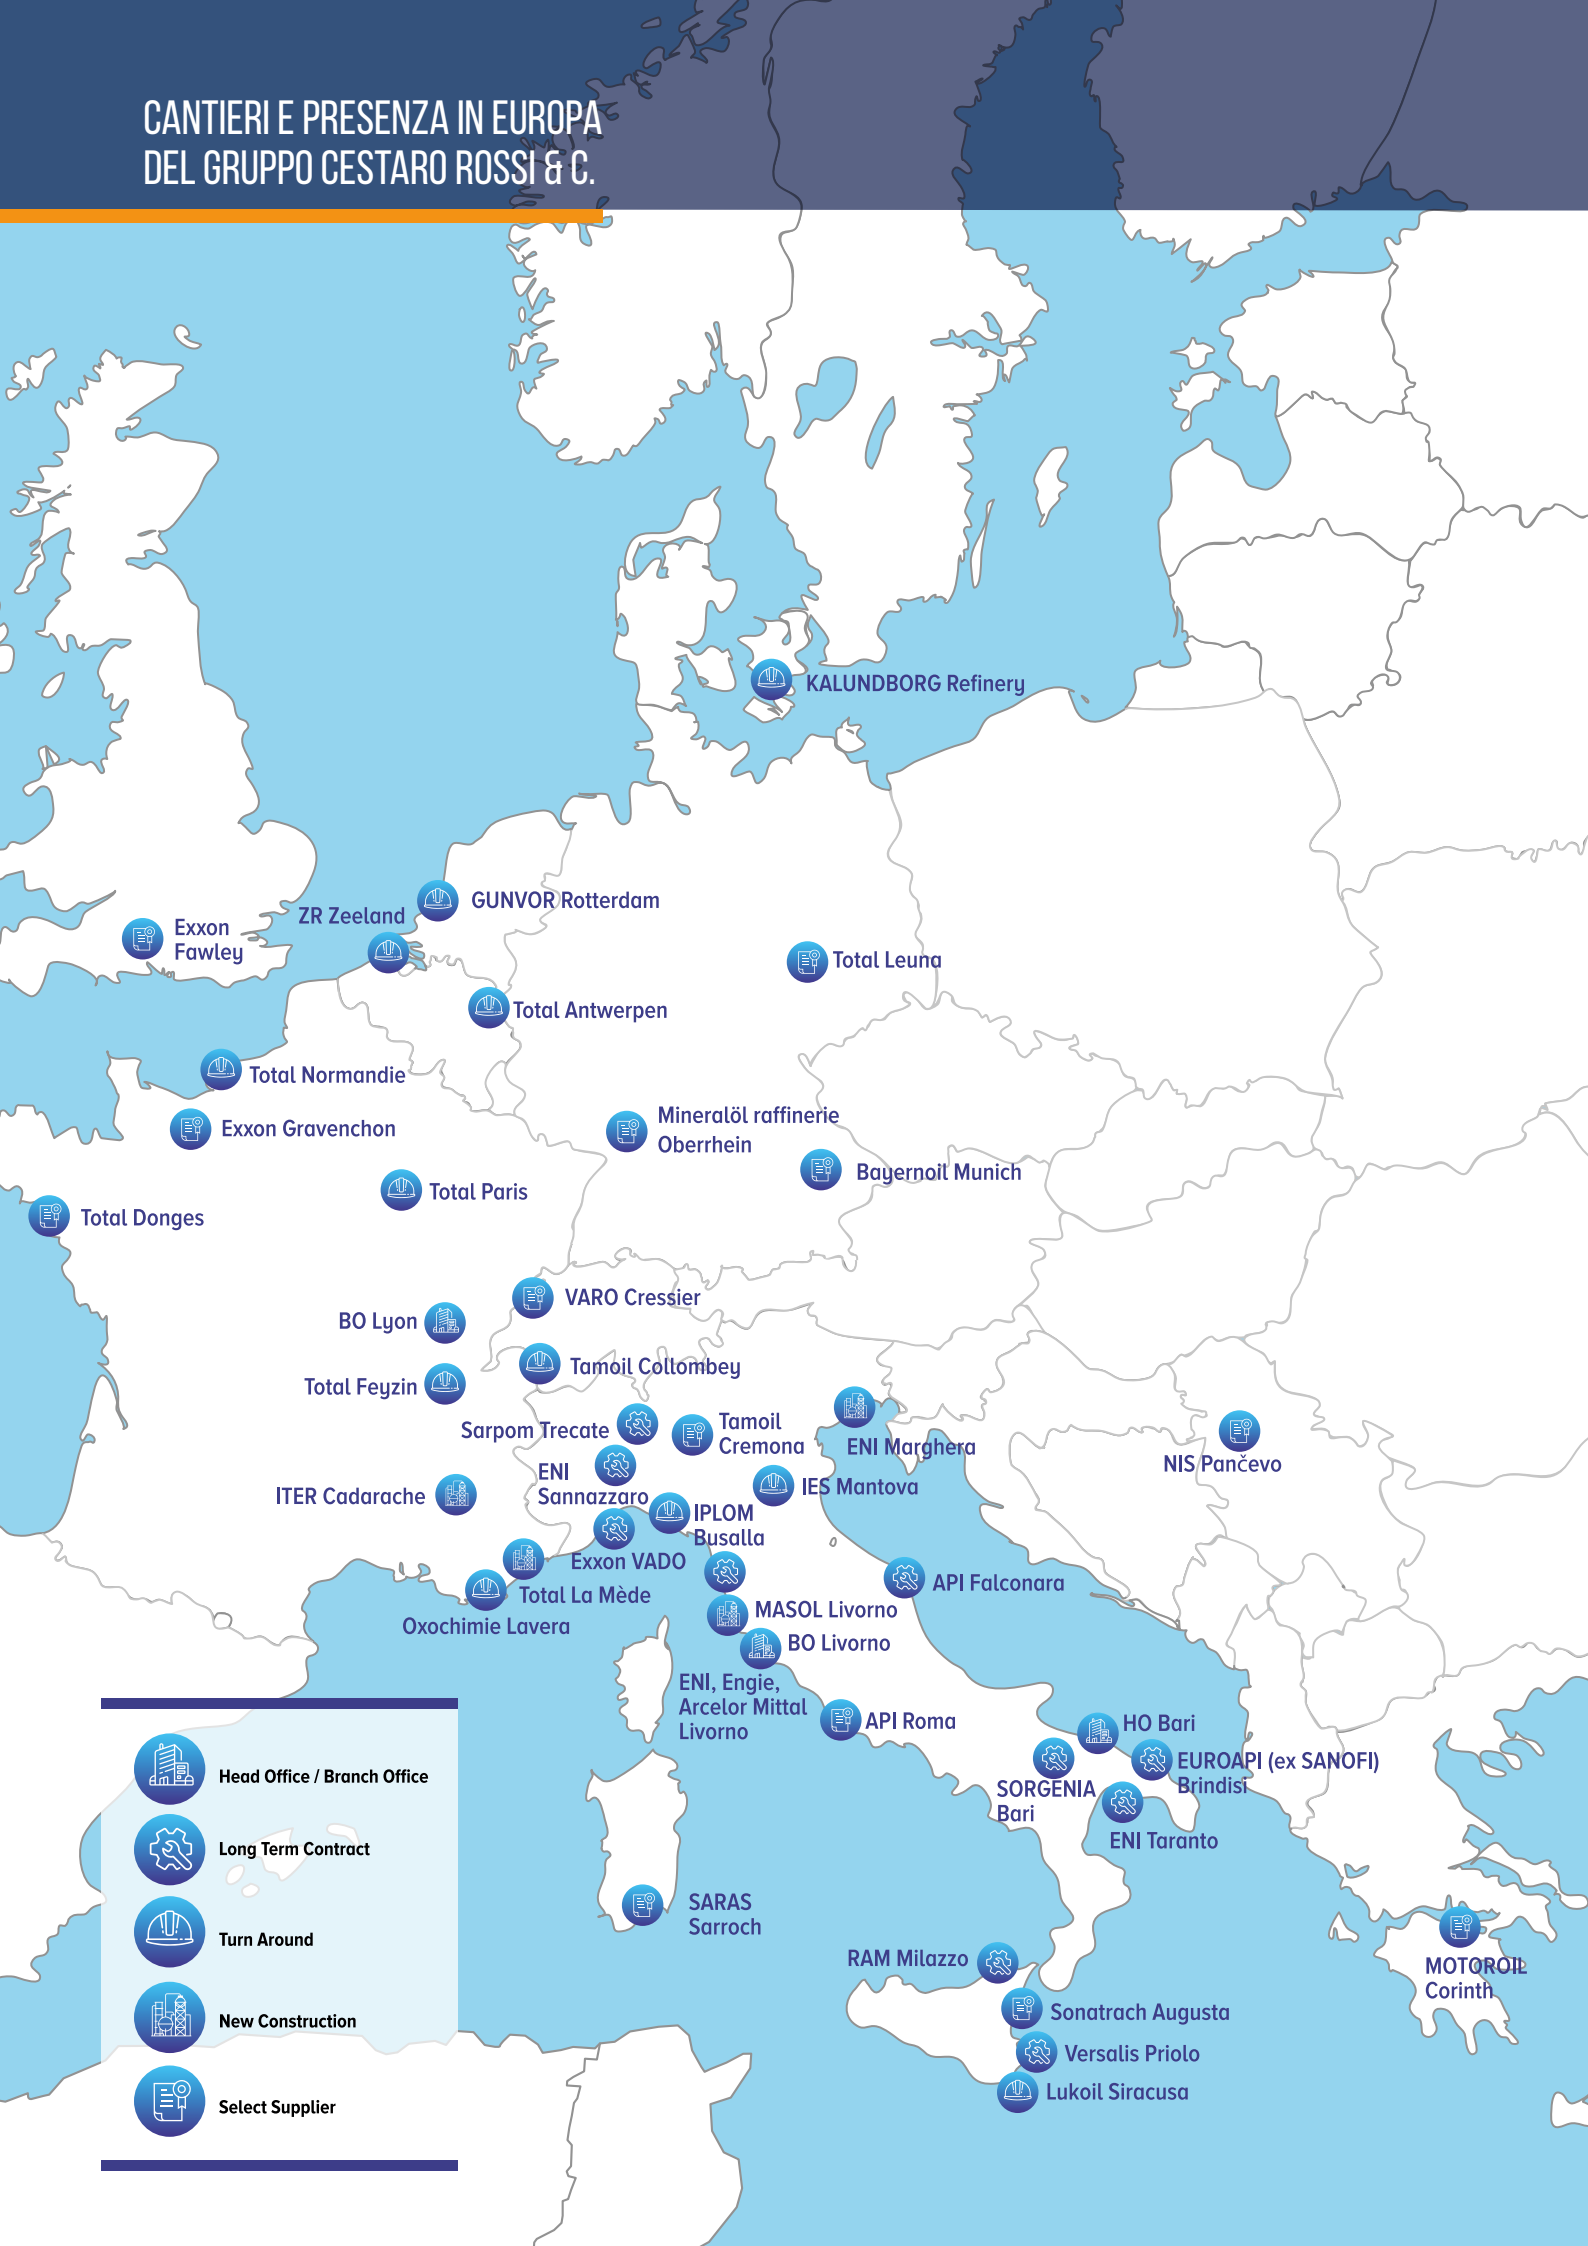 CANTIERI E PRESENZA IN EUROPA
DEL GRUPPO CESTARO ROSSI & C.
KALUNDBORG Refinery
GUNVOR Rotterdam
ZR Zeeland
Exxon
Fawley
Total Leuna
Total Antwerpen
Total Normandie
Exxon Gravenchon
Mineralöl raffinerie
Oberrhein
Bayernoil Munich
Total Paris
Total Donges
VARO Cressier
BO Lyon
Tamoil Collombey
Total Feyzin
Sarpom Trecate
Tamoil
Cremona
ENI Marghera
NIS Pančevo
ENI
Sannazzaro
IES Mantova
ITER Cadarache
IPLOM
Busalla
Exxon VADO
API Falconara
Total La Mède
Oxochimie Lavera
MASOL Livorno
BO Livorno
ENI, Engie,
Arcelor Mittal
Livorno
API Roma
HO Bari
EUROAPI (ex SANOFI)
Brindisi
SORGENIA
Bari
ENI Taranto
SARAS
Sarroch
RAM Milazzo
MOTOROIL
Corinth
Sonatrach Augusta
Versalis Priolo
Lukoil Siracusa
Head Office / Branch Office
Long Term Contract
Turn Around
New Construction
Select Supplier